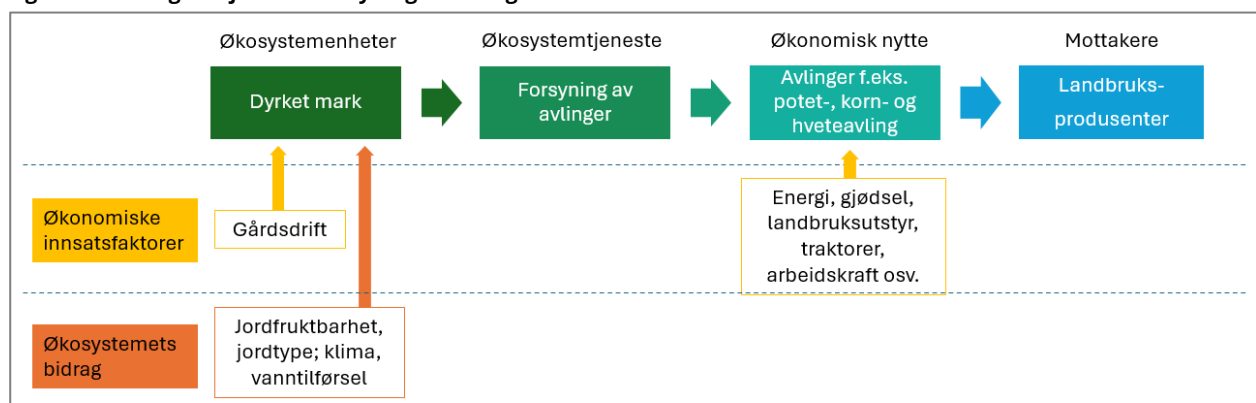 Økosystemenheter
Økosystemtjeneste
Økonomisk nytte
Mottakere
Dyrket mark
Forsyning av
avlinger
Avlinger f.eks.
potet-, korn- og
hveteavling
Landbruks-
produsenter
Økonomiske
innsatsfaktorer
Gårdsdrift
Energi, gjødsel,
landbruksutstyr,
traktorer,
arbeidskraft osv.
Økosystemets
bidrag
Jordfruktbarhet,
jordtype; klima,
vanntilførsel